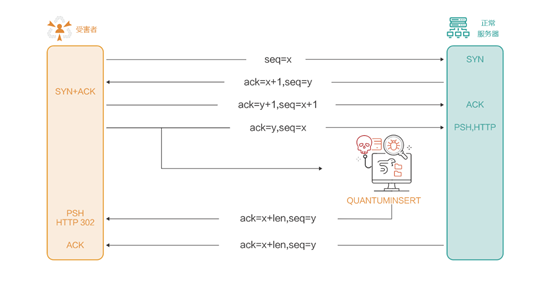 受害者
正常
服务器
seq=x
SYN
ack=x+1,seq=y
SYN+ACK
ack=y+1,seq=x+1
ACK
ack=y,seq=x
PSH,HTTP
QUANTUMINSERT
PSH
HTTP 302
ack=x+len,seq=y
ACK
ack=x+len,seq=y